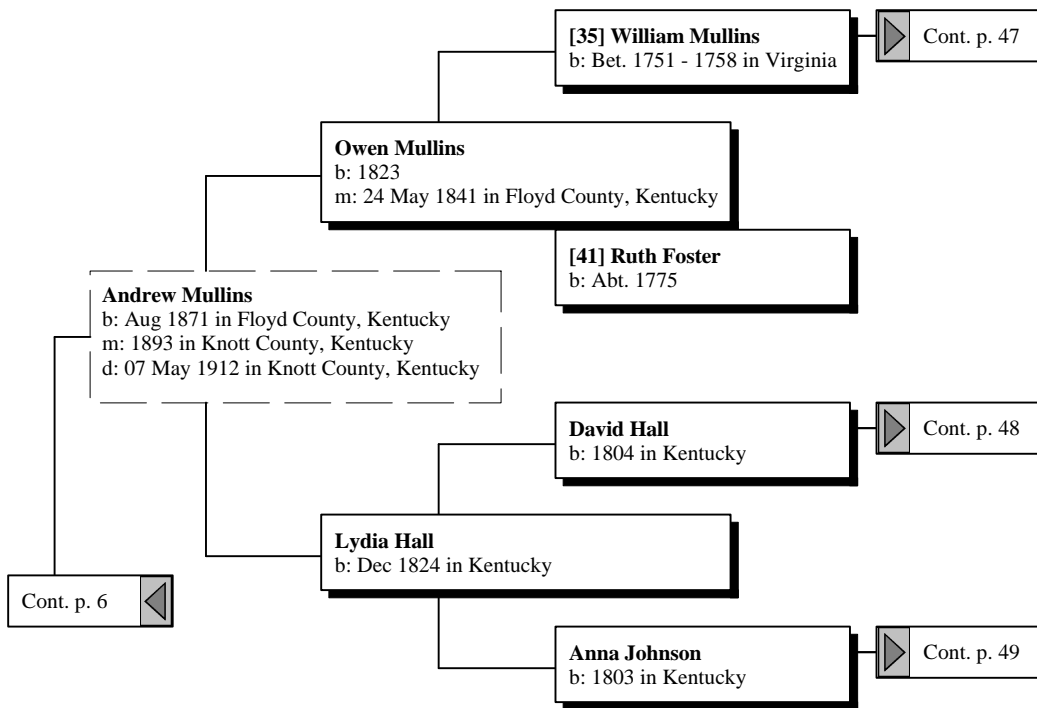 [35] William Mullins
b: Bet. 1751 - 1758 in Virginia
Cont. p. 47
Owen Mullins
b: 1823
m: 24 May 1841 in Floyd County, Kentucky
[41] Ruth Foster
b: Abt. 1775
Andrew Mullins
b: Aug 1871 in Floyd County, Kentucky
m: 1893 in Knott County, Kentucky
d: 07 May 1912 in Knott County, Kentucky
David Hall
b: 1804 in Kentucky
Cont. p. 48
Lydia Hall
b: Dec 1824 in Kentucky
Cont. p. 6
Anna Johnson
b: 1803 in Kentucky
Cont. p. 49